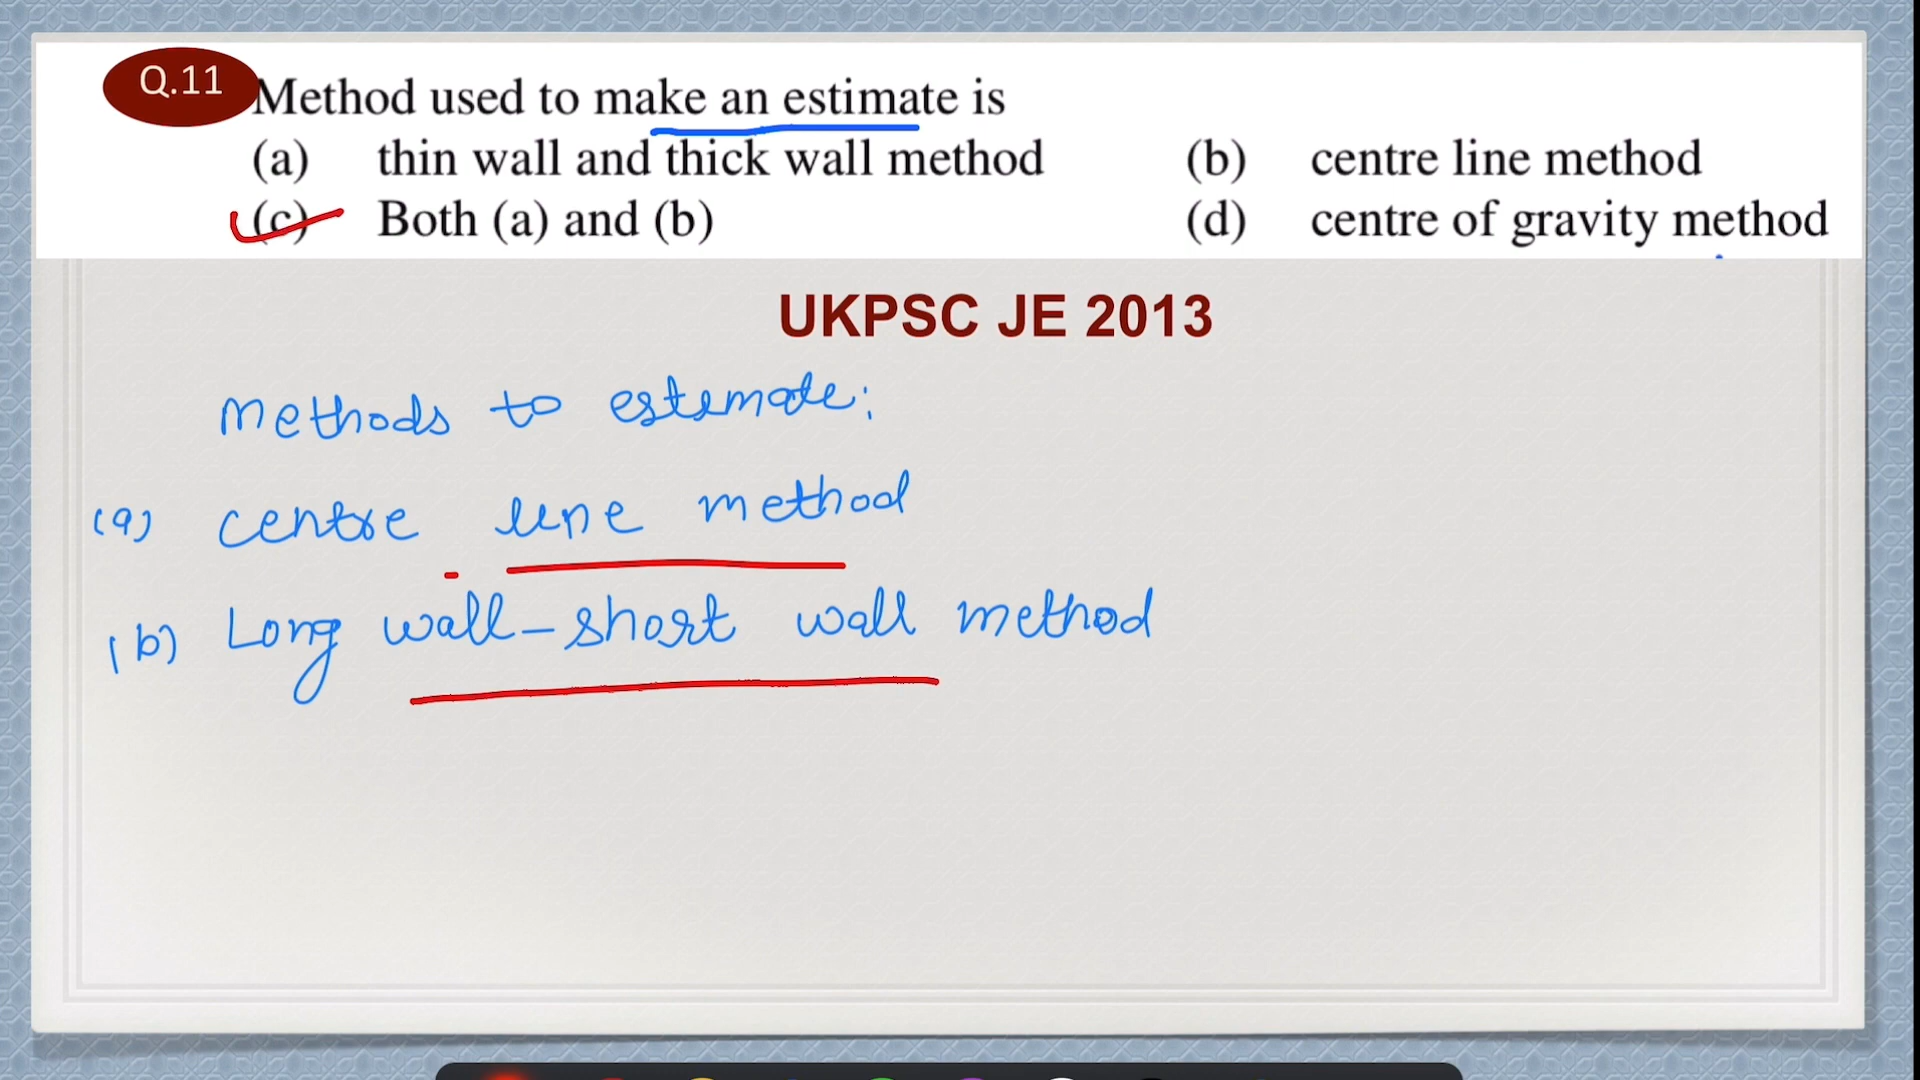 Q.11 Method used to make an estimate is
(a) thin wall and thick wall method (b) centre line method
(c) Both (a) and (b) (d) centre of gravity method
UKPSC JE 2013
Methods to estimate:
(a) centre line method
(b) Long wall-short wall method